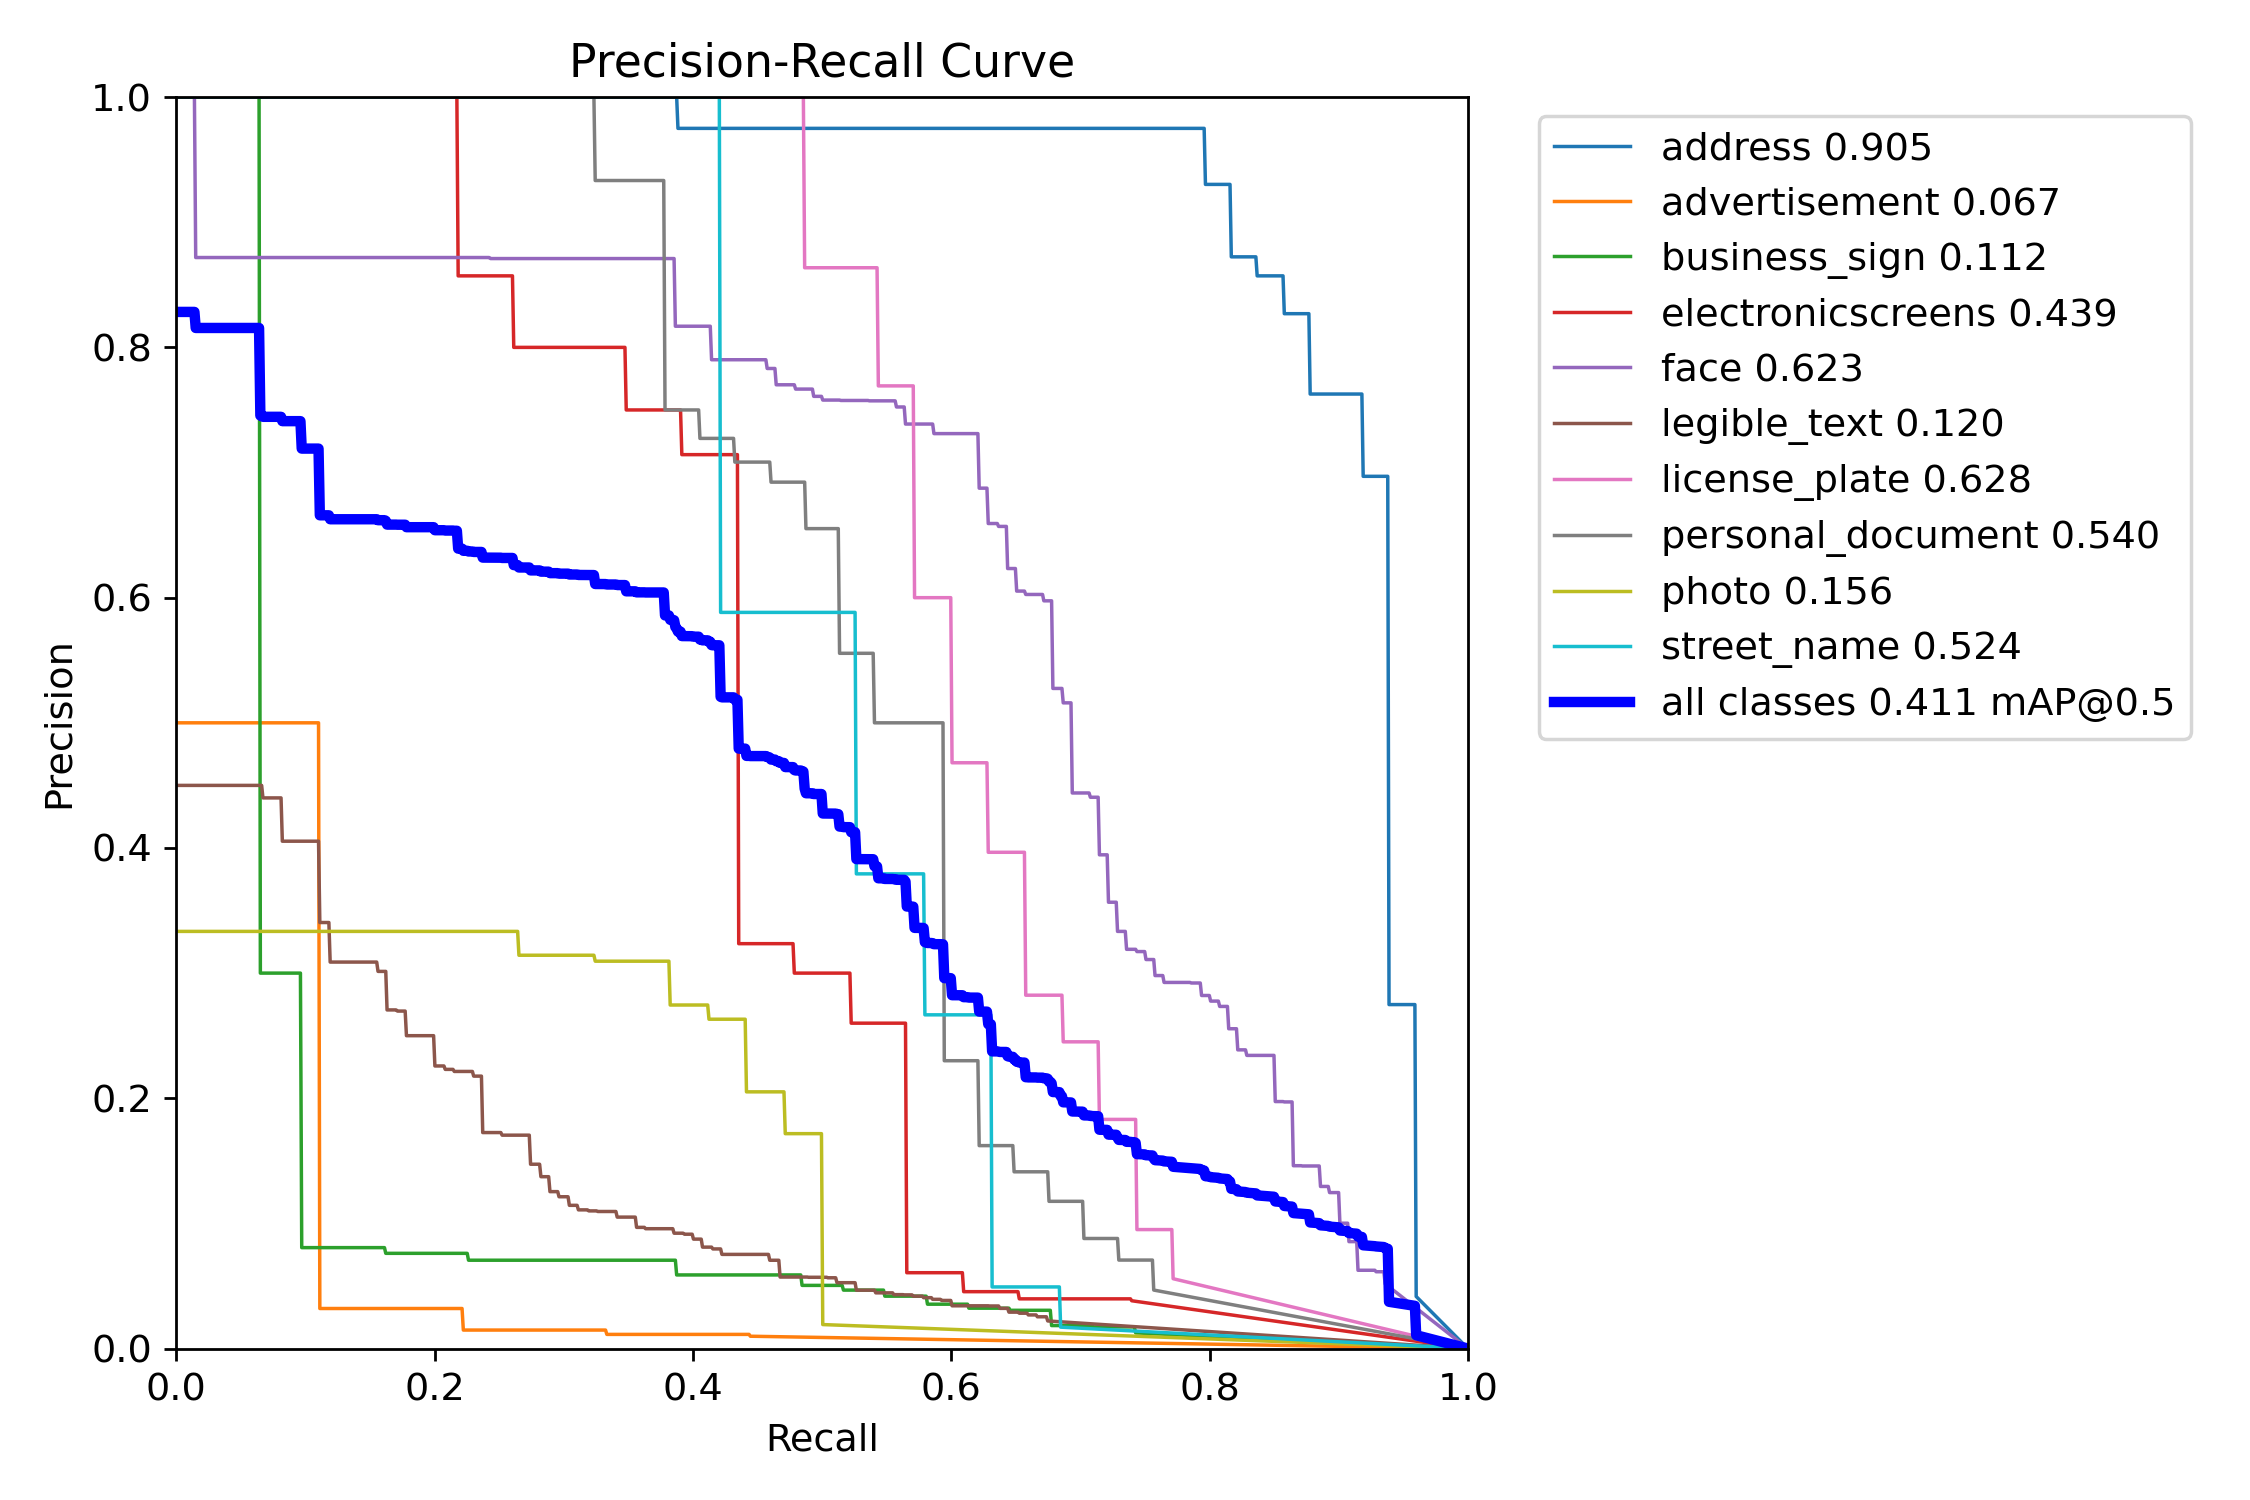 Precision-Recall Curve
1.0
0.8
0.6
0.4
0.2
0.0
Precision
0.0 0.2 0.4 0.6 0.8 1.0
Recall
address 0.905
advertisement 0.067
business_sign 0.112
electronicscreens 0.439
face 0.623
legible_text 0.120
license_plate 0.628
personal_document 0.540
photo 0.156
street_name 0.524
all classes 0.411 mAP@0.5